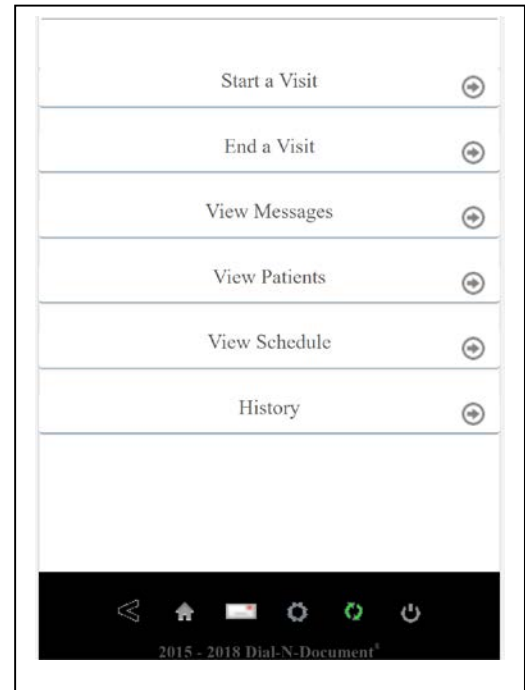 Start a Visit
End a Visit
View Messages
View Patients
View Schedule
History
2015 - 2018 Dial-N-Document®